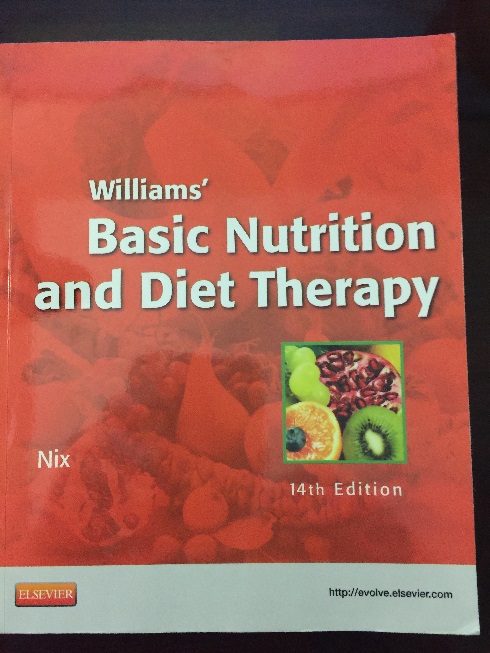 Williams'
Basic Nutrition
and Diet Therapy
Nix
14th Edition
ELSEVIER
http://evolve.elsevier.com